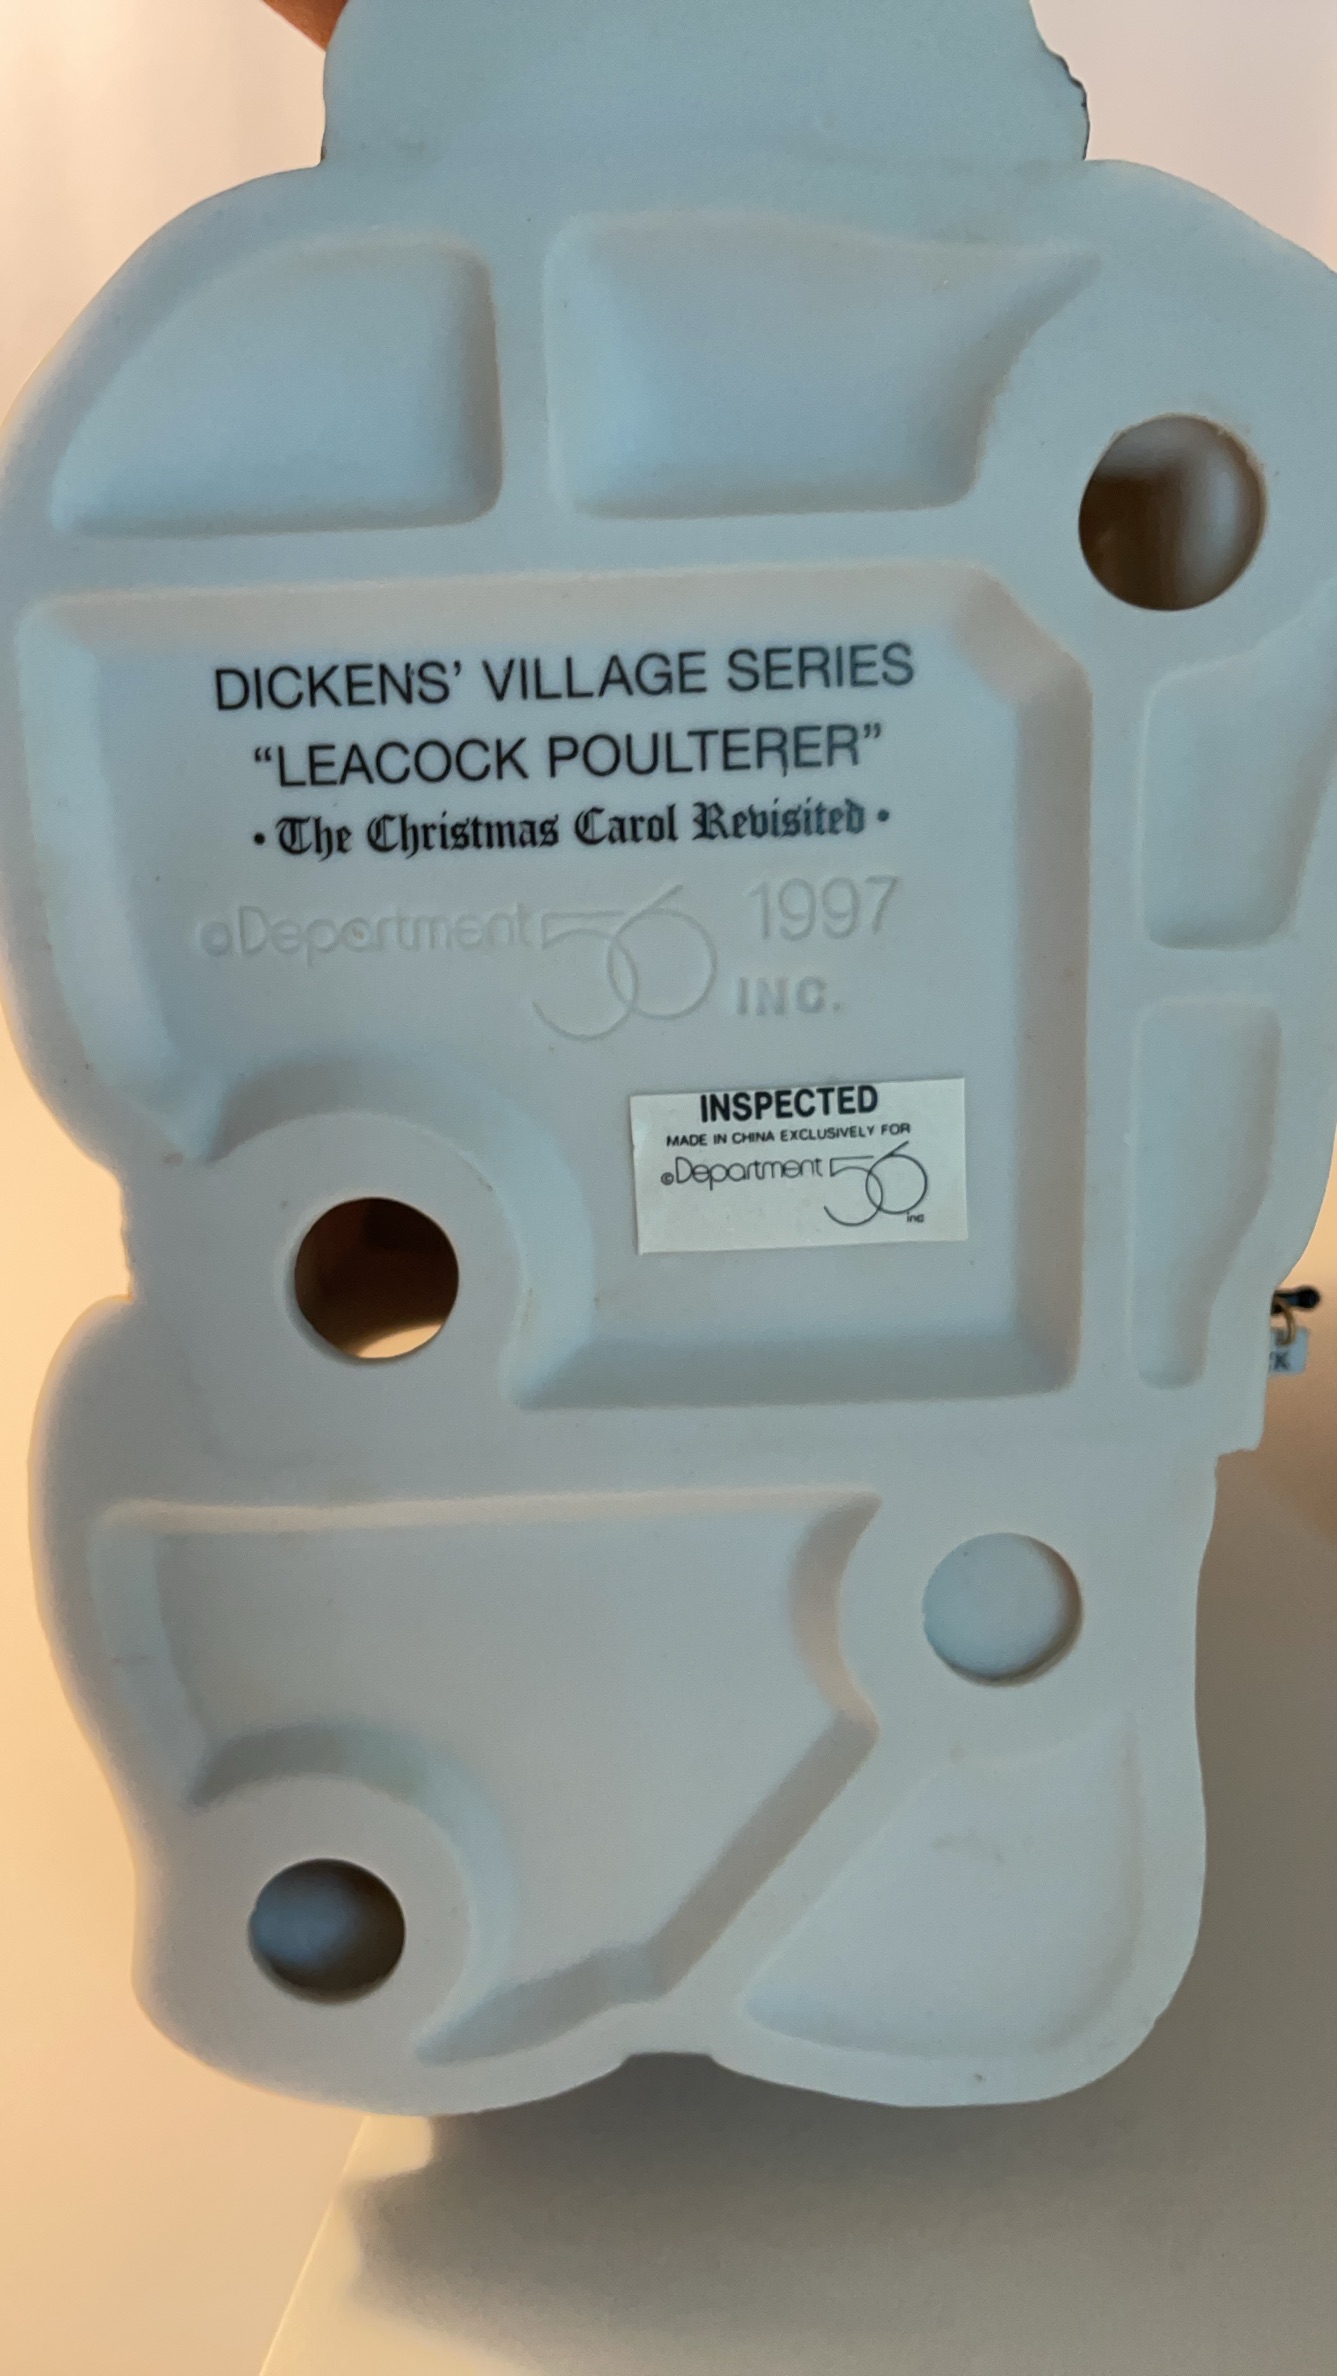 DICKENS' VILLAGE SERIES
“LEACOCK POULTERER”
• The Christmas Carol Revisited •
©Department 56 1997
INC.
INSPECTED
MADE IN CHINA EXCLUSIVELY FOR
©Department 56
inc